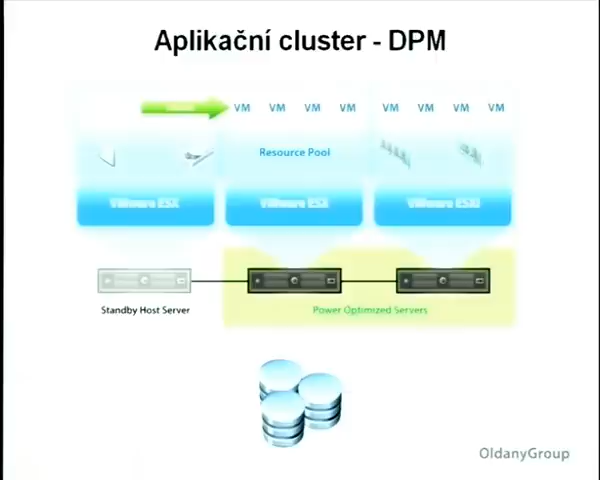 Aplikační cluster - DPM
VM VM VM VM VM VM VM VM
Resource Pool
VMware ESX VMware ESX VMware ESXi
Standby Host Server
Power Optimized Servers
OldanyGroup